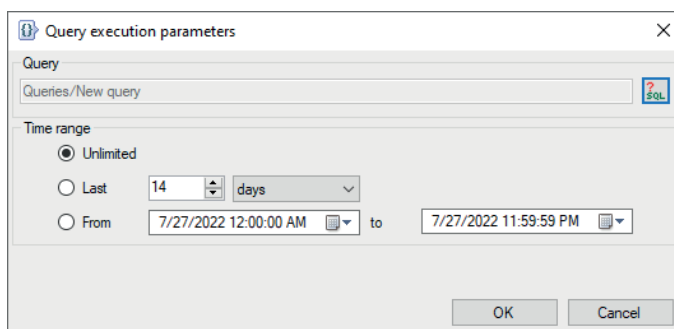 Query execution parameters
Query
Queries/New query
?
SQL
Time range
Unlimited
Last 14 days
From 7/27/2022 12:00:00 AM to 7/27/2022 11:59:59 PM
OK Cancel